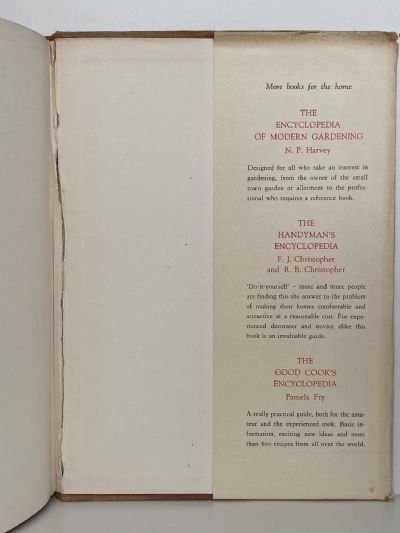 More books for the home
THE
ENCYCLOPEDIA
OF MODERN GARDENING
N. P. Harvey
Designed for all who take an interest in
gardening, from the owner of the small
town garden or allotment to the profes-
sional who requires a reference book.
THE
HANDYMAN'S
ENCYCLOPEDIA
F. J. Christopher
and R. B. Christopher
'Do-it-yourself' – more and more people
are finding this the answer to the problem
of making their homes comfortable and
attractive at a reasonable cost. For expe-
rienced decorator and novice alike this
book is an invaluable guide.
THE
GOOD COOK'S
ENCYCLOPEDIA
Pamela Fry
A really practical guide, both for the ama-
teur and the experienced cook. Basic in-
formation, exciting new ideas and more
than 600 recipes from all over the world.